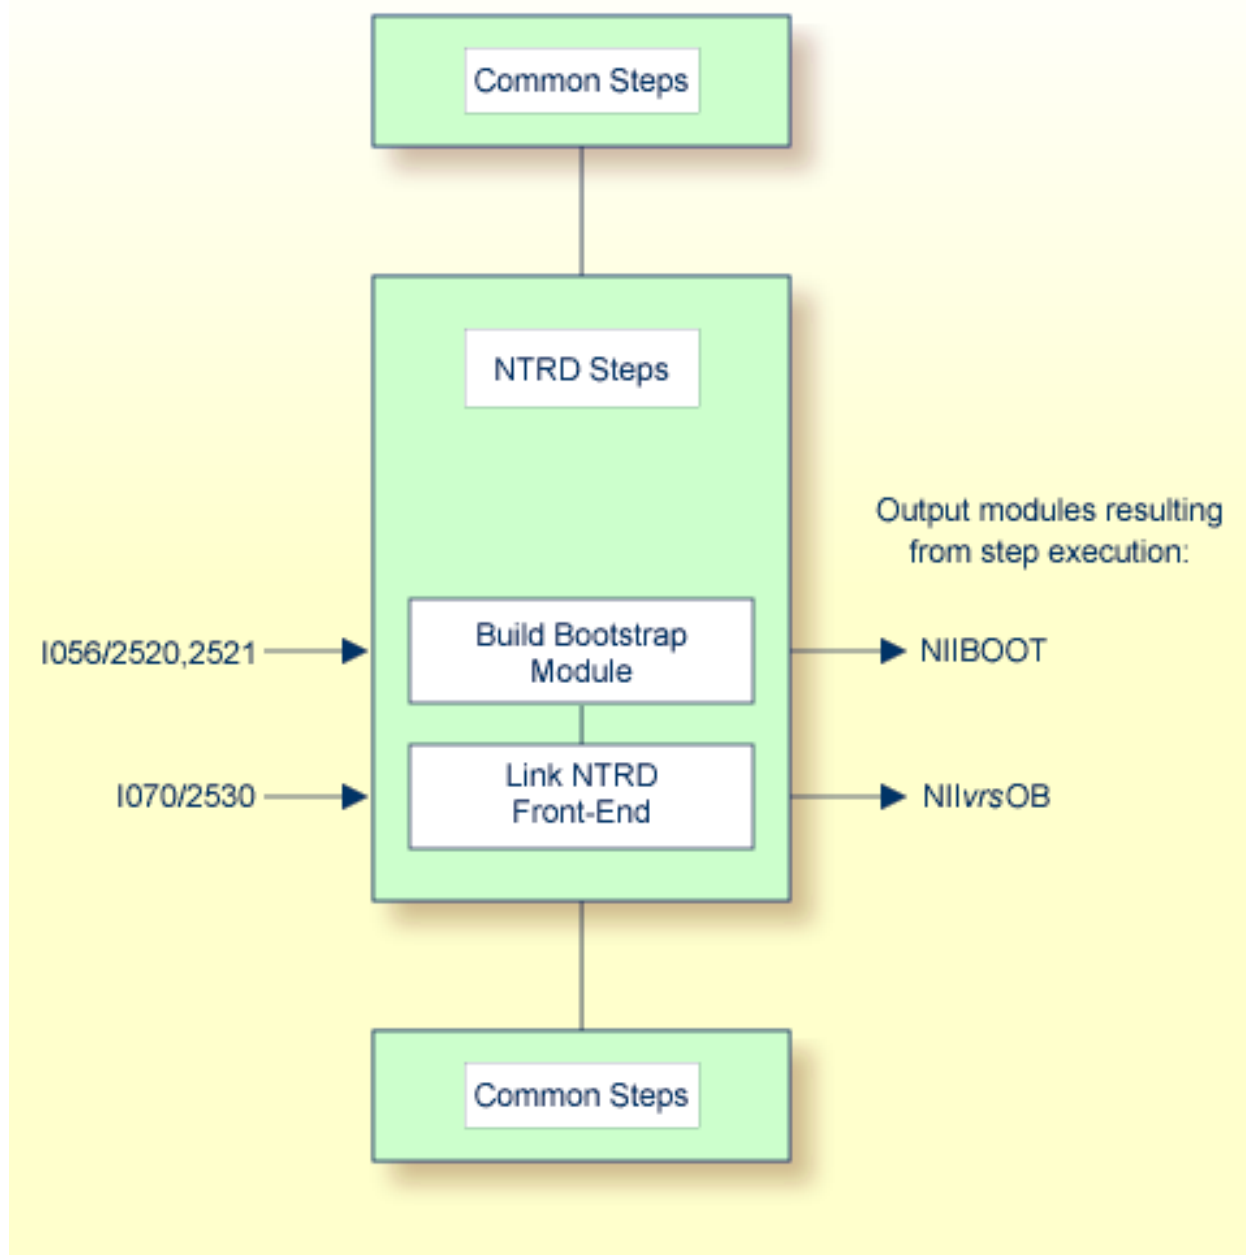 Common Steps
NTRD Steps
Output modules resulting
from step execution:
I056/2520,2521
Build Bootstrap
Module
NIIBOOT
I070/2530
Link NTRD
Front-End
NIIvrsOB
Common Steps